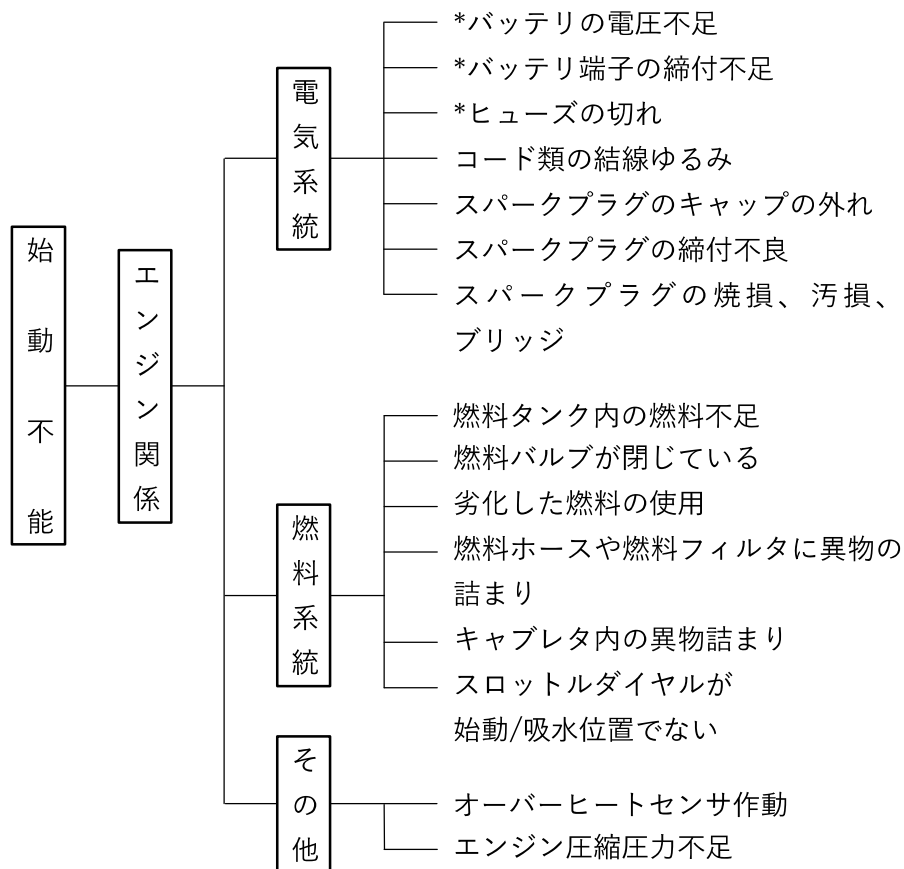 始動不能
エンジン関係
電気系統
*バッテリの電圧不足
*バッテリ端子の締付不足
*ヒューズの切れ
コード類の結線ゆるみ
スパークプラグのキャップの外れ
スパークプラグの締付不良
スパークプラグの焼損、汚損、
ブリッジ
燃料系統
燃料タンク内の燃料不足
燃料バルブが閉じている
劣化した燃料の使用
燃料ホースや燃料フィルタに異物の
詰まり
キャブレタ内の異物詰まり
スロットルダイヤルが
始動/吸水位置でない
その他
オーバーヒートセンサ作動
エンジン圧縮圧力不足